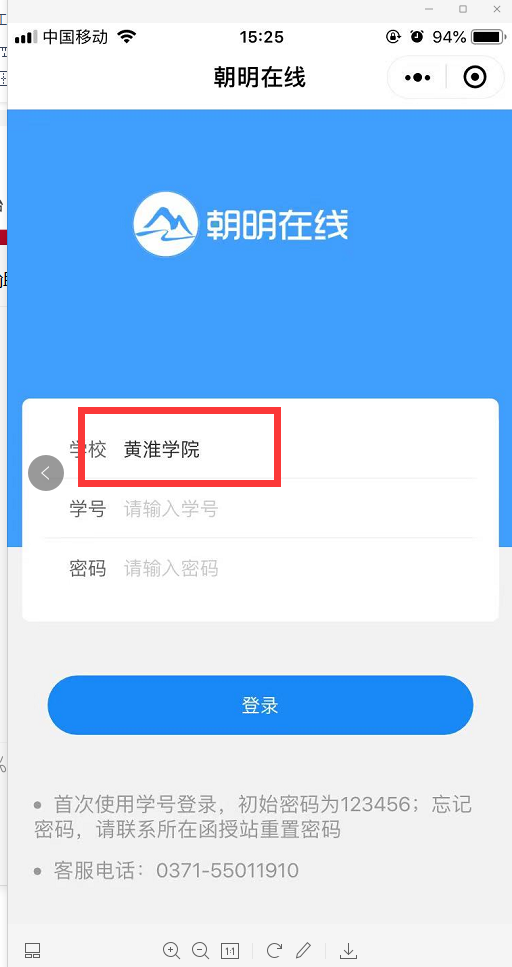 中国移动 15:25 94%
朝明在线
朝明在线
学校 黄淮学院
学号 请输入学号
密码 请输入密码
登录
首次使用学号登录，初始密码为123456；忘记
密码，请联系所在函授站重置密码
客服电话：0371-55011910
1:1